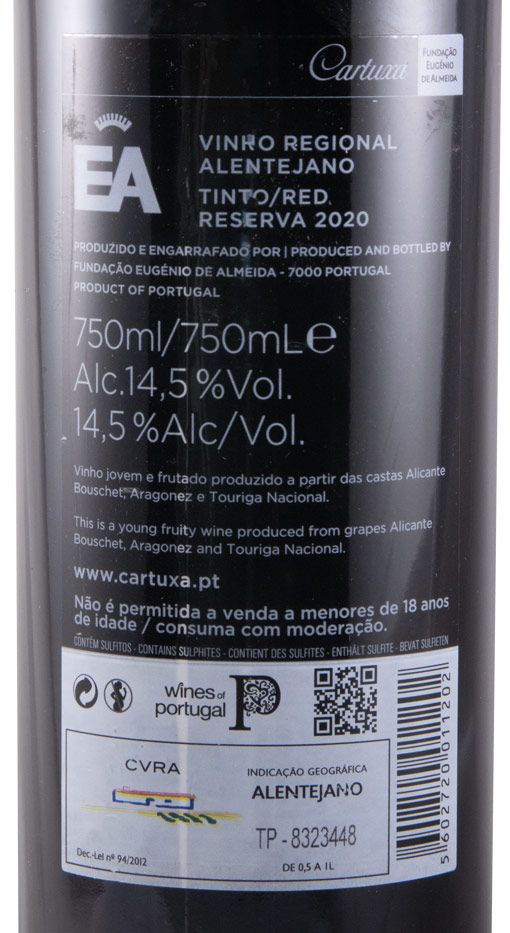 Cartuxa
FUNDAÇÃO
EUGÉNIO
DE ALMEIDA
EA
VINHO REGIONAL
ALENTEJANO
TINTO/RED
RESERVA 2020
PRODUZIDO E ENGARRAFADO POR | PRODUCED AND BOTTLED BY
FUNDAÇÃO EUGÉNIO DE ALMEIDA - 7000 PORTUGAL
PRODUCT OF PORTUGAL
750ml/750mL℮
Alc.14,5 %Vol.
14,5 %Alc/Vol.
Vinho jovem e frutado produzido a partir das castas Alicante
Bouschet, Aragonez e Touriga Nacional.
This is a young fruity wine produced from grapes Alicante
Bouschet, Aragonez and Touriga Nacional.
www.cartuxa.pt
Não é permitida a venda a menores de 18 anos
de idade / consuma com moderação.
CONTÉM SULFITOS - CONTAINS SULPHITES - CONTIENT DES SULFITES - ENTHÄLT SULFITE - BEVAT SULFIETEN
wines of
portugal
P
CVRA
INDICAÇÃO GEOGRÁFICA
ALENTEJANO
TP - 8323448
Dec.-Lei nº 94/2012
DE 0,5 A 1L
5602720011202